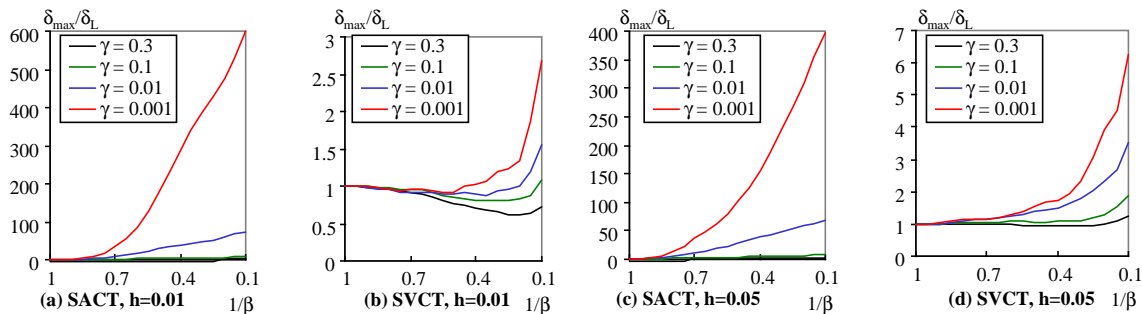 δmax/δL
600
500
400
300
200
100
0
γ = 0.3
γ = 0.1
γ = 0.01
γ = 0.001
1
0.7
0.4
0.1
(a) SACT, h=0.01
1/β
δmax/δL
3
2.5
2
1.5
1
0.5
0
γ = 0.3
γ = 0.1
γ = 0.01
γ = 0.001
1
0.7
0.4
0.1
(b) SVCT, h=0.01
1/β
δmax/δL
400
350
300
250
200
150
100
50
0
γ = 0.3
γ = 0.1
γ = 0.01
γ = 0.001
1
0.7
0.4
0.1
(c) SACT, h=0.05
1/β
δmax/δL
7
6
5
4
3
2
1
0
γ = 0.3
γ = 0.1
γ = 0.01
γ = 0.001
1
0.7
0.4
0.1
(d) SVCT, h=0.05
1/β